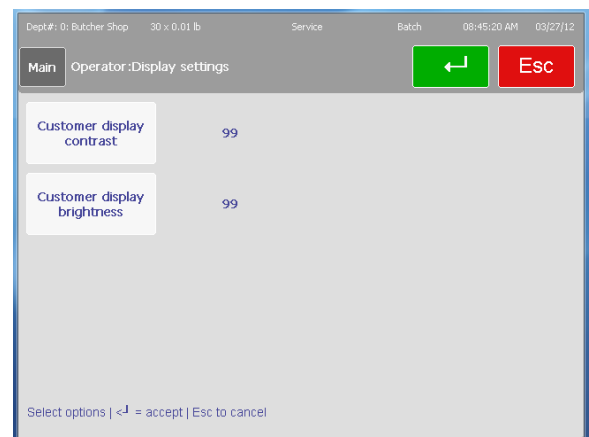 Dept#: 0: Butcher Shop 30 x 0.01 lb Service Batch 08:45:20 AM 03/27/12
Main Operator:Display settings ↵ Esc
Customer display
contrast
99
Customer display
brightness
99
Select options | <┘ = accept | Esc to cancel